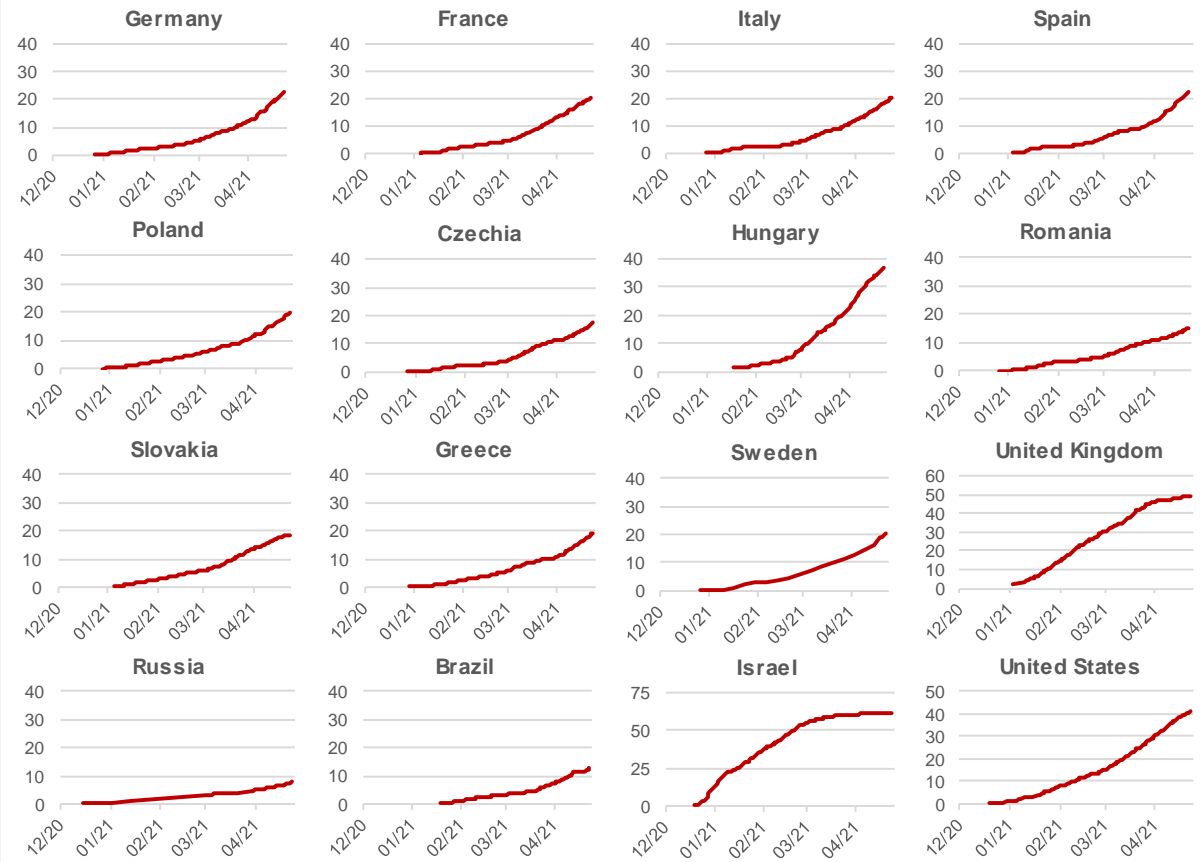 Germany France Italy Spain
40 40 40 40
30 30 30 30
20 20 20 20
10 10 10 10
0 0 0 0
12/20 01/21 02/21 03/21 04/21 12/20 01/21 02/21 03/21 04/21 12/20 01/21 02/21 03/21 04/21 12/20 01/21 02/21 03/21 04/21
Poland Czechia Hungary Romania
40 40 40 40
30 30 30 30
20 20 20 20
10 10 10 10
0 0 0 0
12/20 01/21 02/21 03/21 04/21 12/20 01/21 02/21 03/21 04/21 12/20 01/21 02/21 03/21 04/21 12/20 01/21 02/21 03/21 04/21
Slovakia Greece Sweden United Kingdom
40 40 40 60
30 30 30 50
20 20 20 40
10 10 10 30
0 0 0 20
10
0
12/20 01/21 02/21 03/21 04/21 12/20 01/21 02/21 03/21 04/21 12/20 01/21 02/21 03/21 04/21 12/20 01/21 02/21 03/21 04/21
Russia Brazil Israel United States
40 40 75 50
30 30 50 40
20 20 25 30
10 10 0 20
0 0 10
0
12/20 01/21 02/21 03/21 04/21 12/20 01/21 02/21 03/21 04/21 12/20 01/21 02/21 03/21 04/21 12/20 01/21 02/21 03/21 04/21